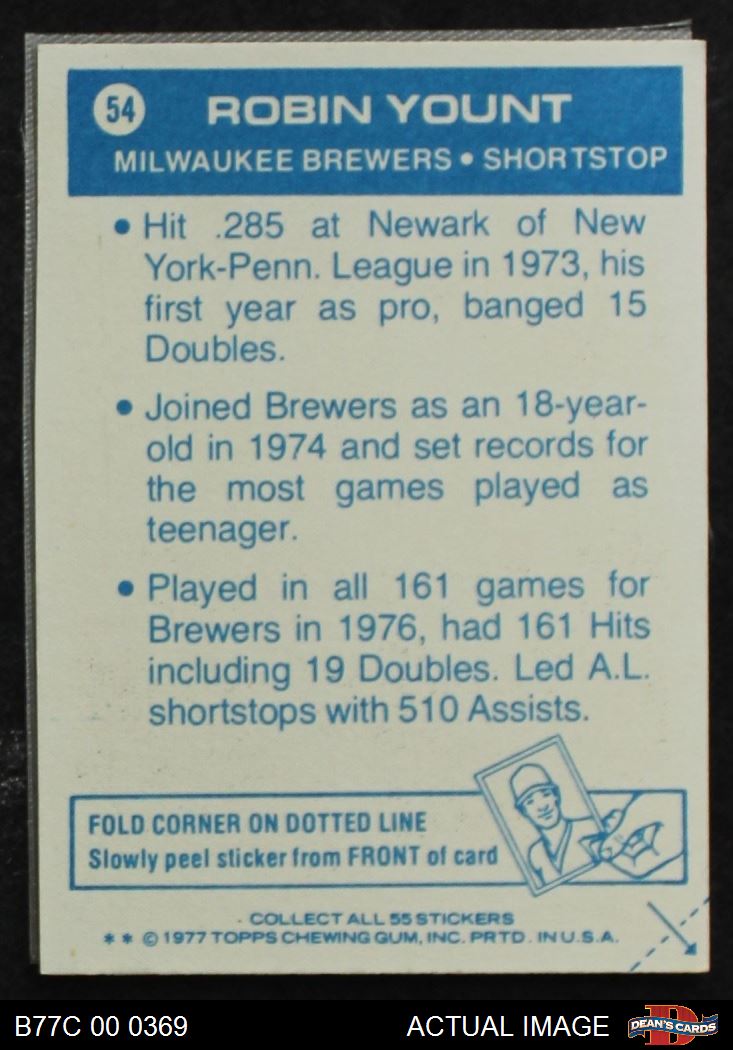 54 ROBIN YOUNT
MILWAUKEE BREWERS • SHORTSTOP
• Hit .285 at Newark of New
York-Penn. League in 1973, his
first year as pro, banged 15
Doubles.
• Joined Brewers as an 18-year-
old in 1974 and set records for
the most games played as
teenager.
• Played in all 161 games for
Brewers in 1976, had 161 Hits
including 19 Doubles. Led A.L.
shortstops with 510 Assists.
FOLD CORNER ON DOTTED LINE
Slowly peel sticker from FRONT of card
COLLECT ALL 55 STICKERS
* * © 1977 TOPPS CHEWING GUM, INC. PRTD. IN U.S.A.
B77C 00 0369 ACTUAL IMAGE DEAN'S CARDS